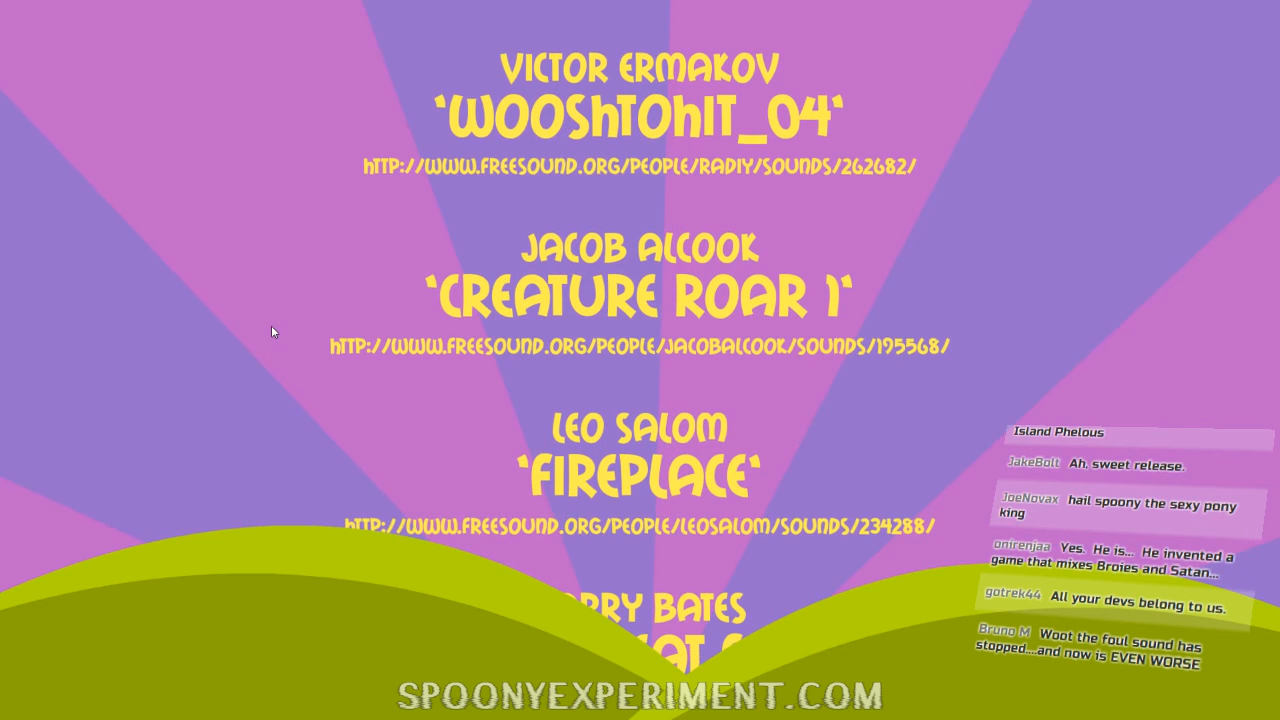 VICTOR ERMAKOV
'WOOSHTOHIT_04'
HTTP://WWW.FREESOUND.ORG/PEOPLE/RADIY/SOUNDS/262682/
JACOB ALCOOK
'CREATURE ROAR 1'
HTTP://WWW.FREESOUND.ORG/PEOPLE/JACOBALCOOK/SOUNDS/195568/
LEO SALOM
'FIREPLACE'
HTTP://WWW.FREESOUND.ORG/PEOPLE/LEOSALOM/SOUNDS/234288/
BATES
Island Phelous
JakeBolt Ah, sweet release.
JoeNovax hail spoony the sexy pony
king
onirenjaa Yes. He is... He invented a
game that mixes Broies and Satan...
gotrek44 All your devs belong to us.
Bruno M Woot the foul sound has
stopped....and now is EVEN WORSE
SPOONYEXPERIMENT.COM